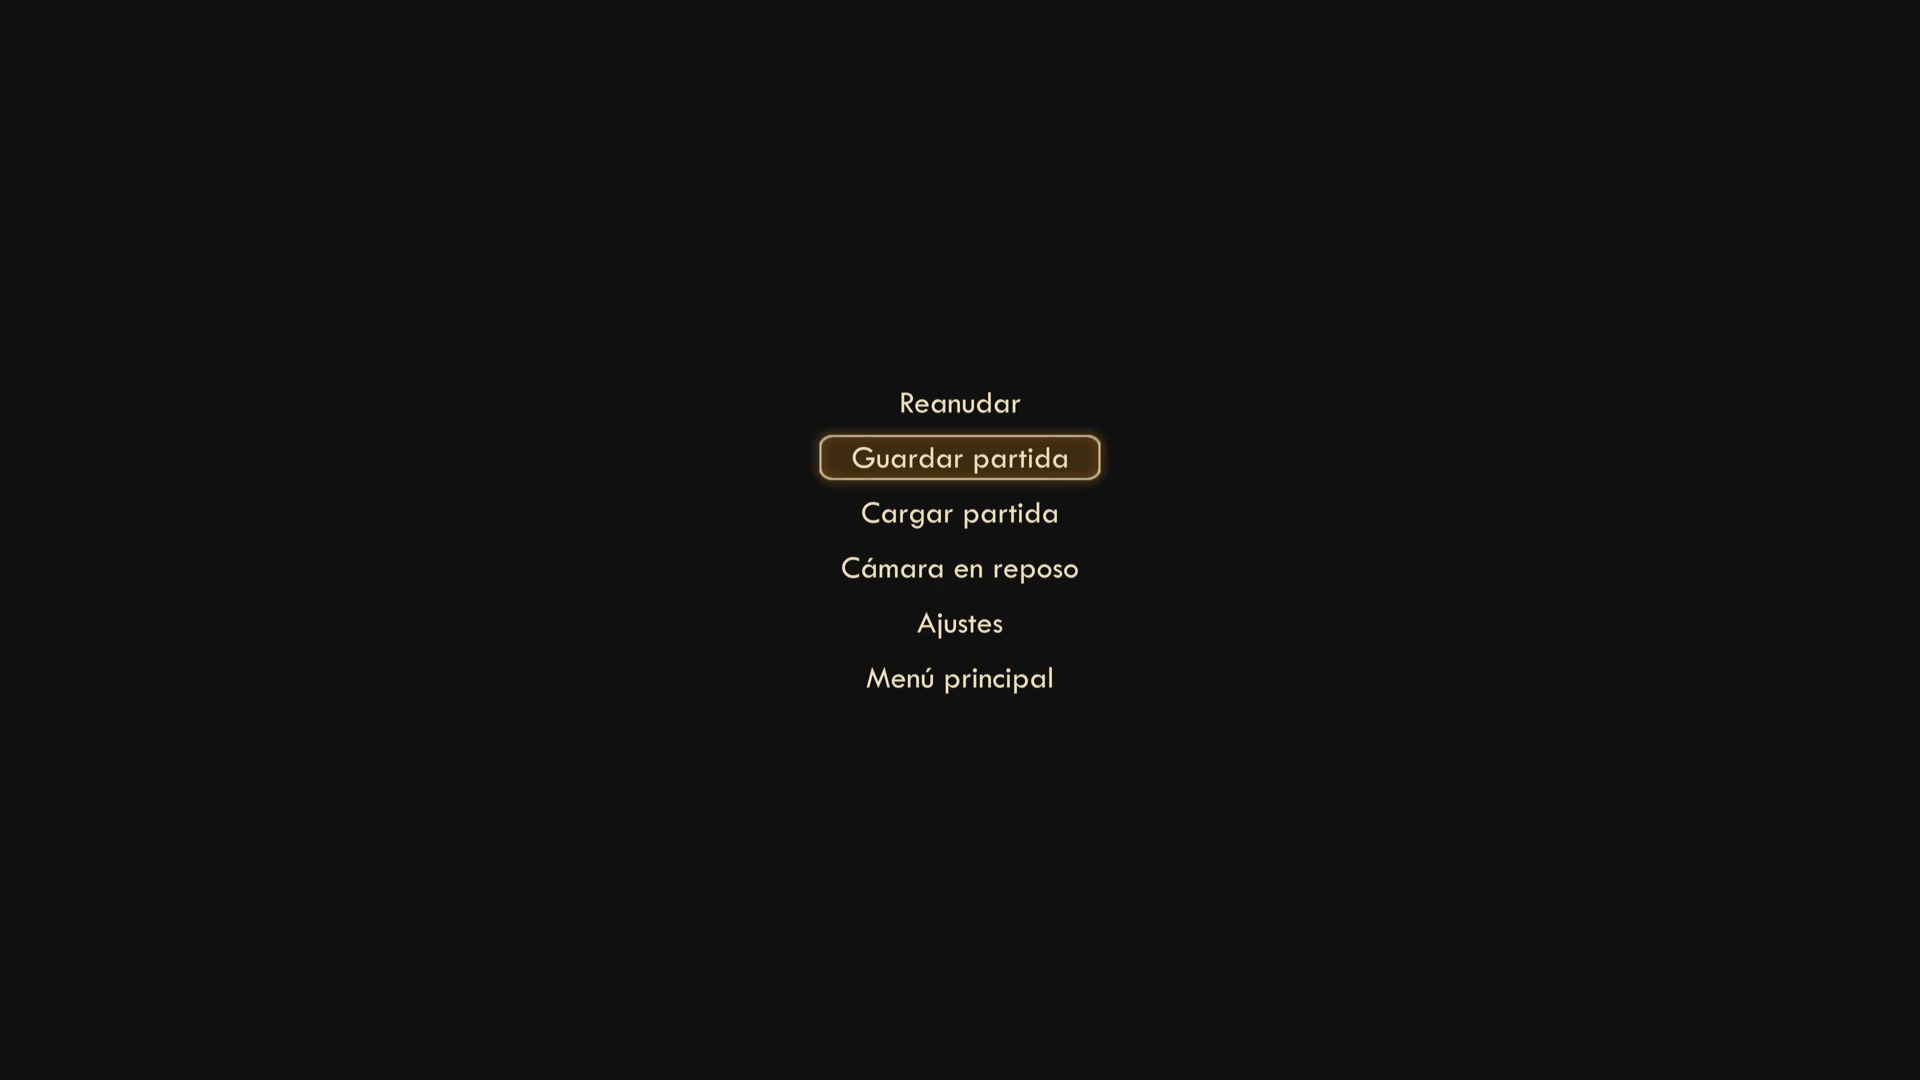 Reanudar
Guardar partida
Cargar partida
Cámara en reposo
Ajustes
Menú principal